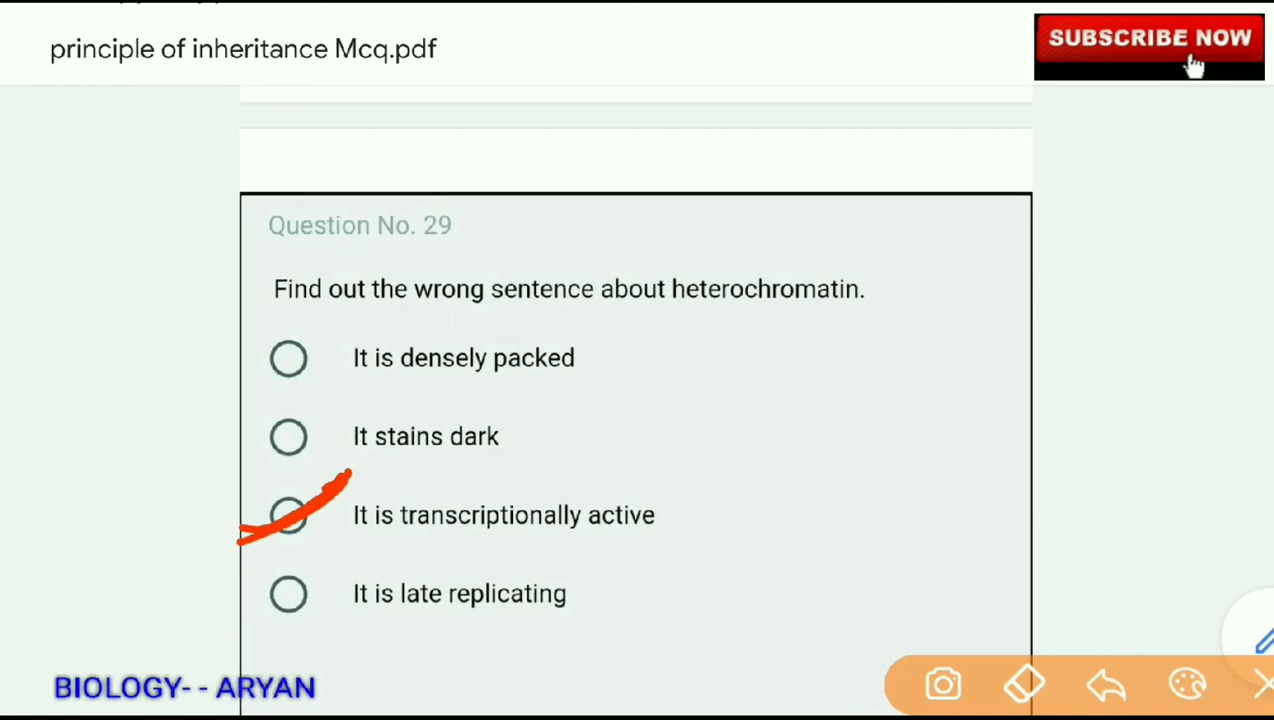 principle of inheritance Mcq.pdf
SUBSCRIBE NOW
Question No. 29
Find out the wrong sentence about heterochromatin.
It is densely packed
It stains dark
It is transcriptionally active
It is late replicating
BIOLOGY- - ARYAN